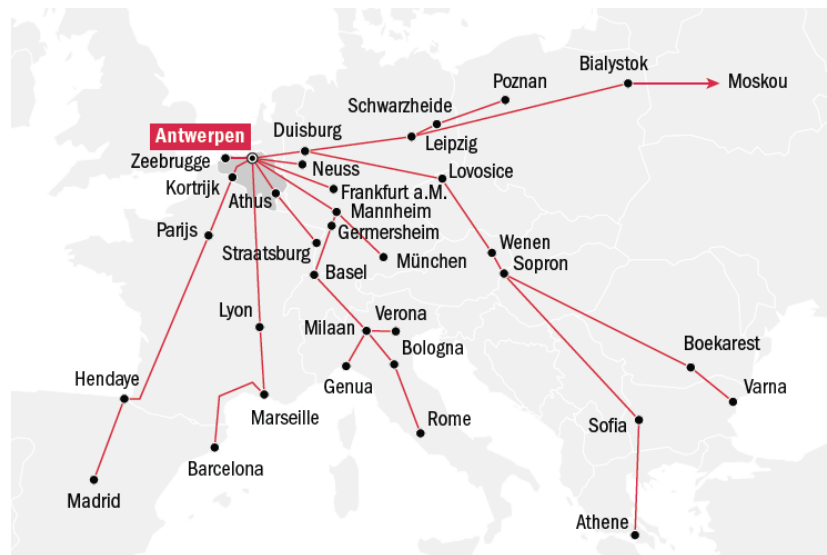 Bialystok
Poznan
Moskou
Schwarzheide
Antwerpen
Duisburg
Leipzig
Zeebrugge
Neuss
Lovosice
Kortrijk
Athus
Frankfurt a.M.
Mannheim
Parijs
Germersheim
Straatsburg
Wenen
München
Sopron
Basel
Lyon
Verona
Milaan
Bologna
Boekarest
Hendaye
Genua
Varna
Marseille
Rome
Sofia
Barcelona
Madrid
Athene